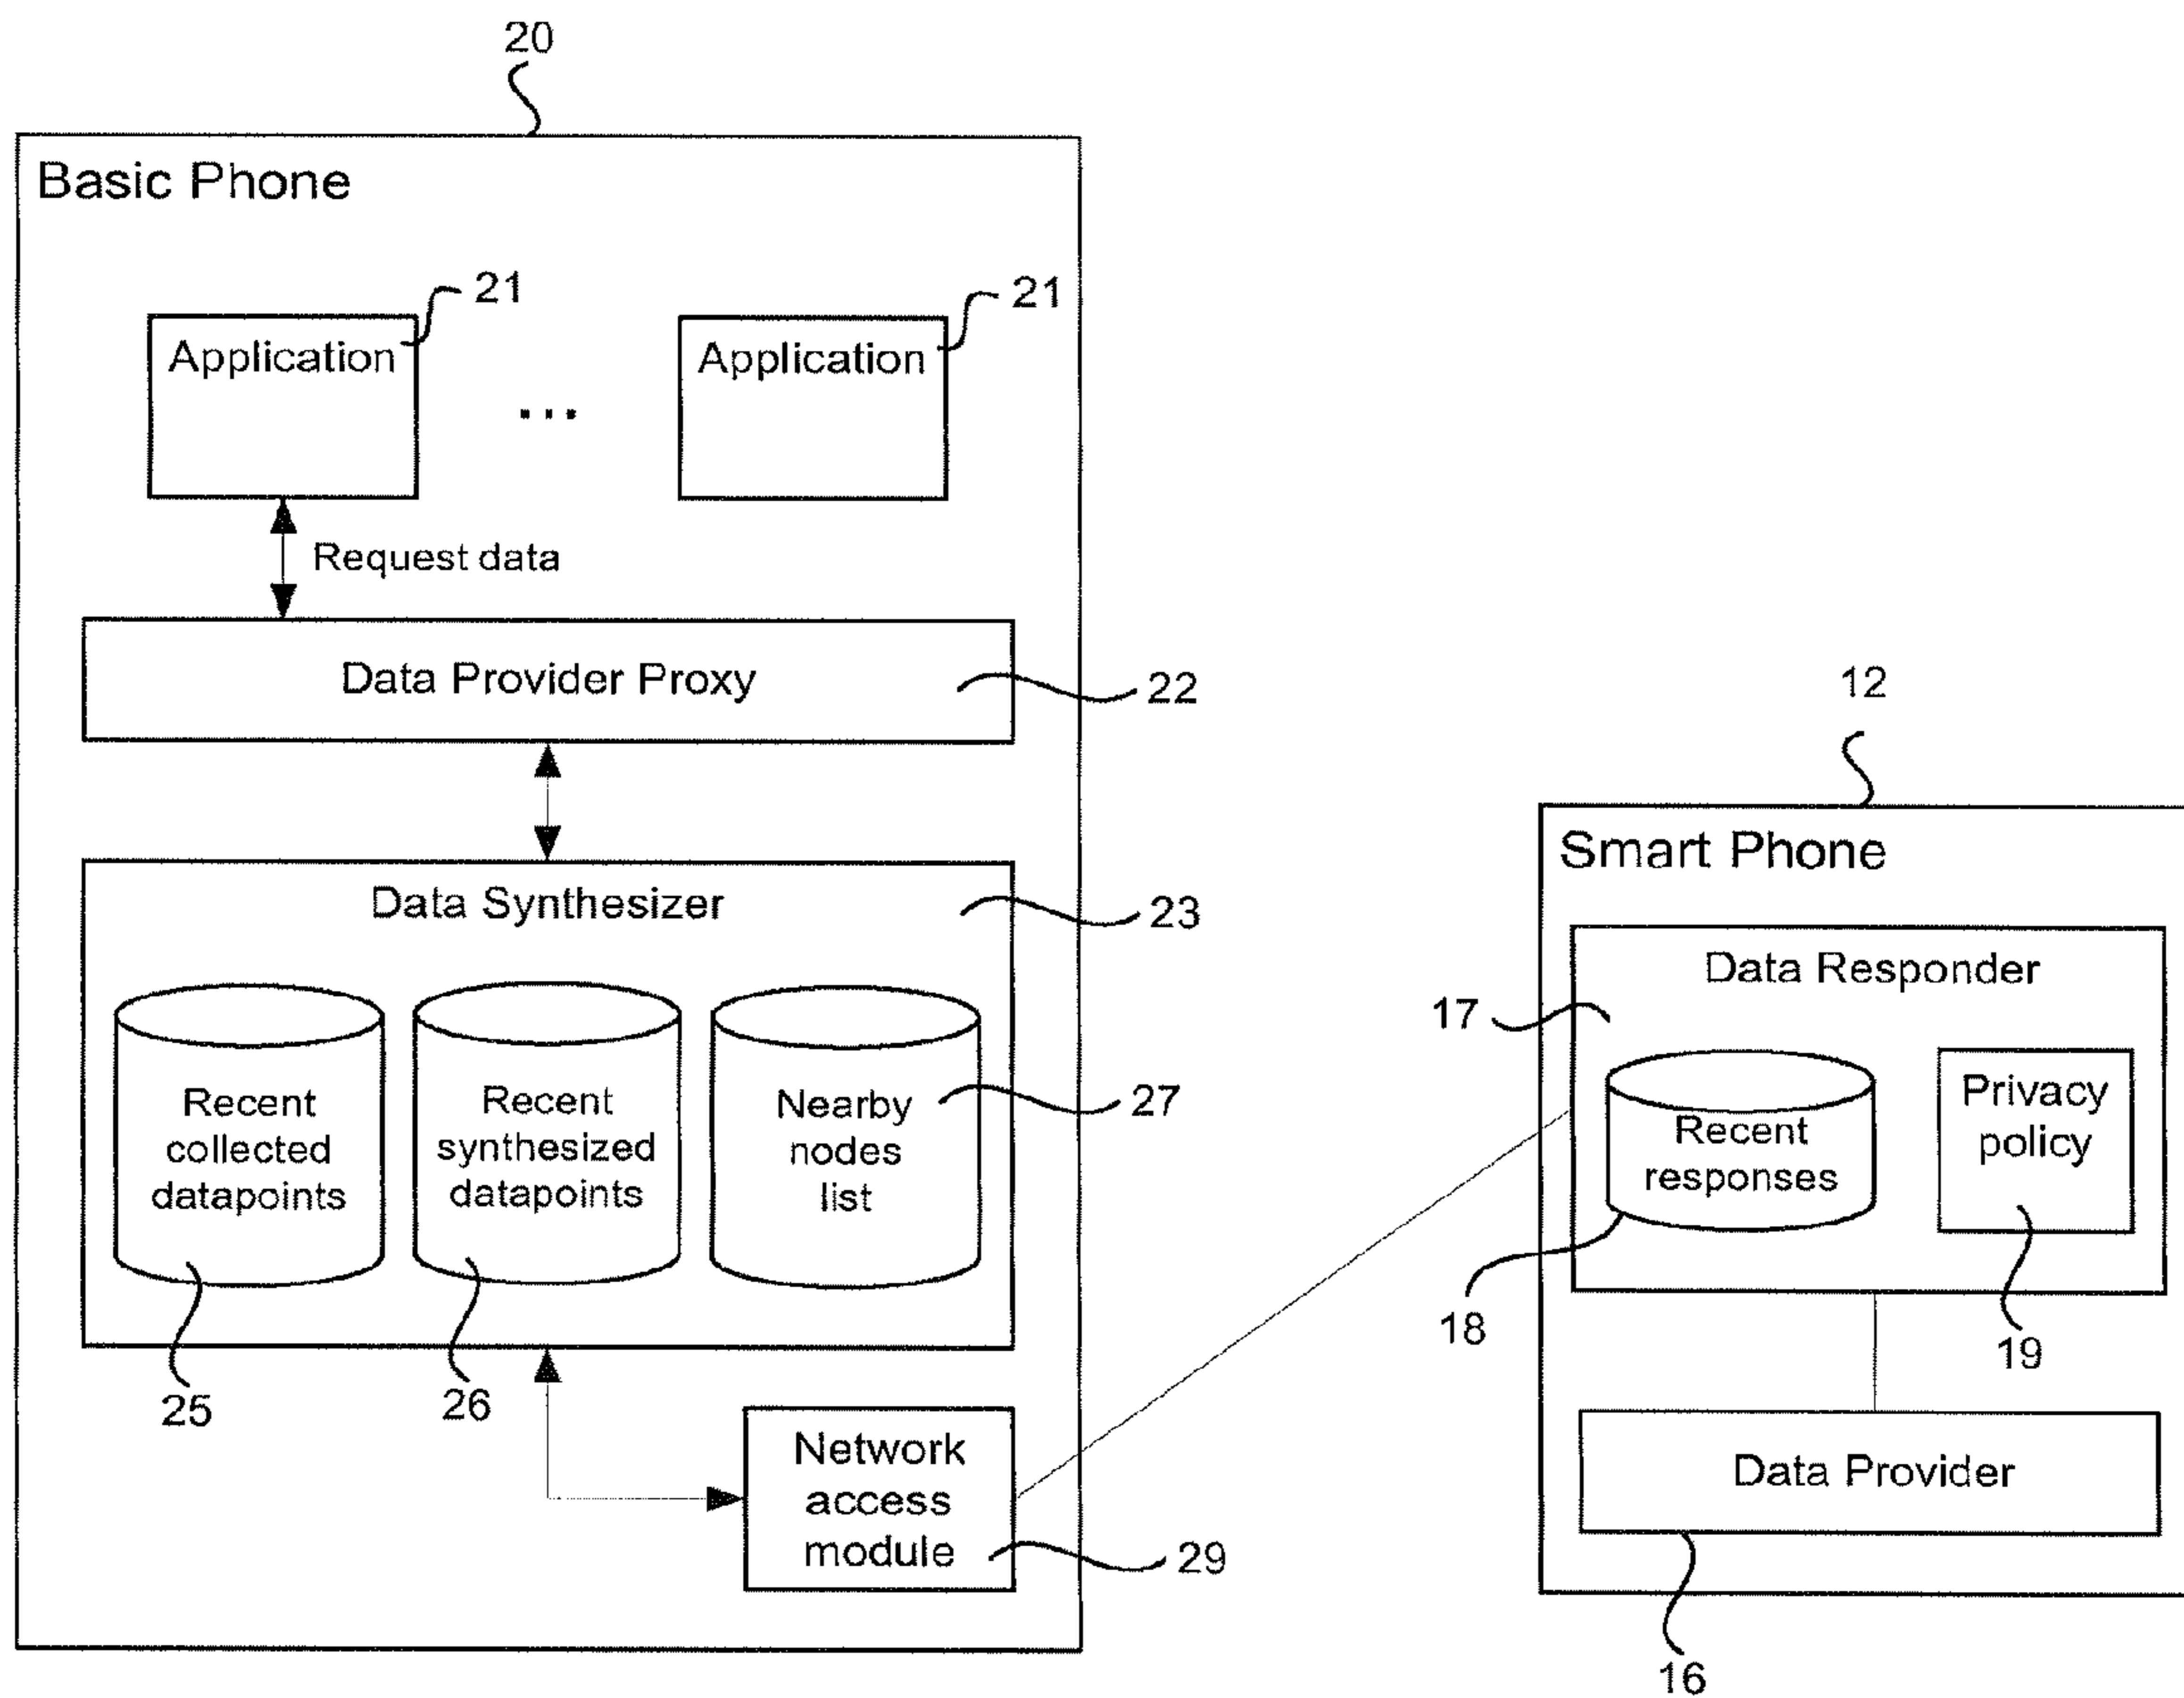 20
Basic Phone
21
21
Application
Application
...
Request data
Data Provider Proxy
22
Data Synthesizer
23
Recent
collected
datapoints
Recent
synthesized
datapoints
Nearby
nodes
list
27
25
26
Network
access
module
29
12
Smart Phone
Data Responder
17
Recent
responses
Privacy
policy
18
19
Data Provider
16